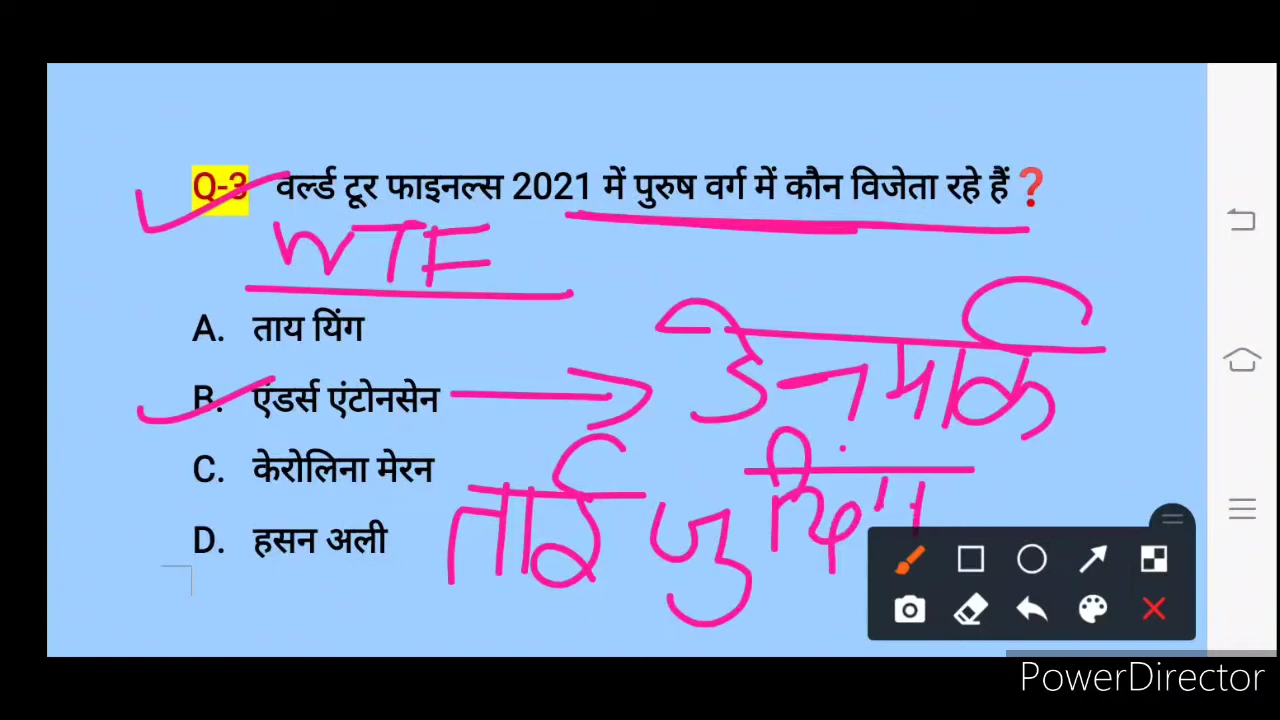 Q-3 वर्ल्ड टूर फाइनल्स 2021 में पुरुष वर्ग में कौन विजेता रहे हैं ?
WTF
A. ताय यिंग
B. एंडर्स एंटोनसेन
डेनमार्क
C. केरोलिना मेरन
ताई जु यिंग
D. हसन अली
PowerDirector